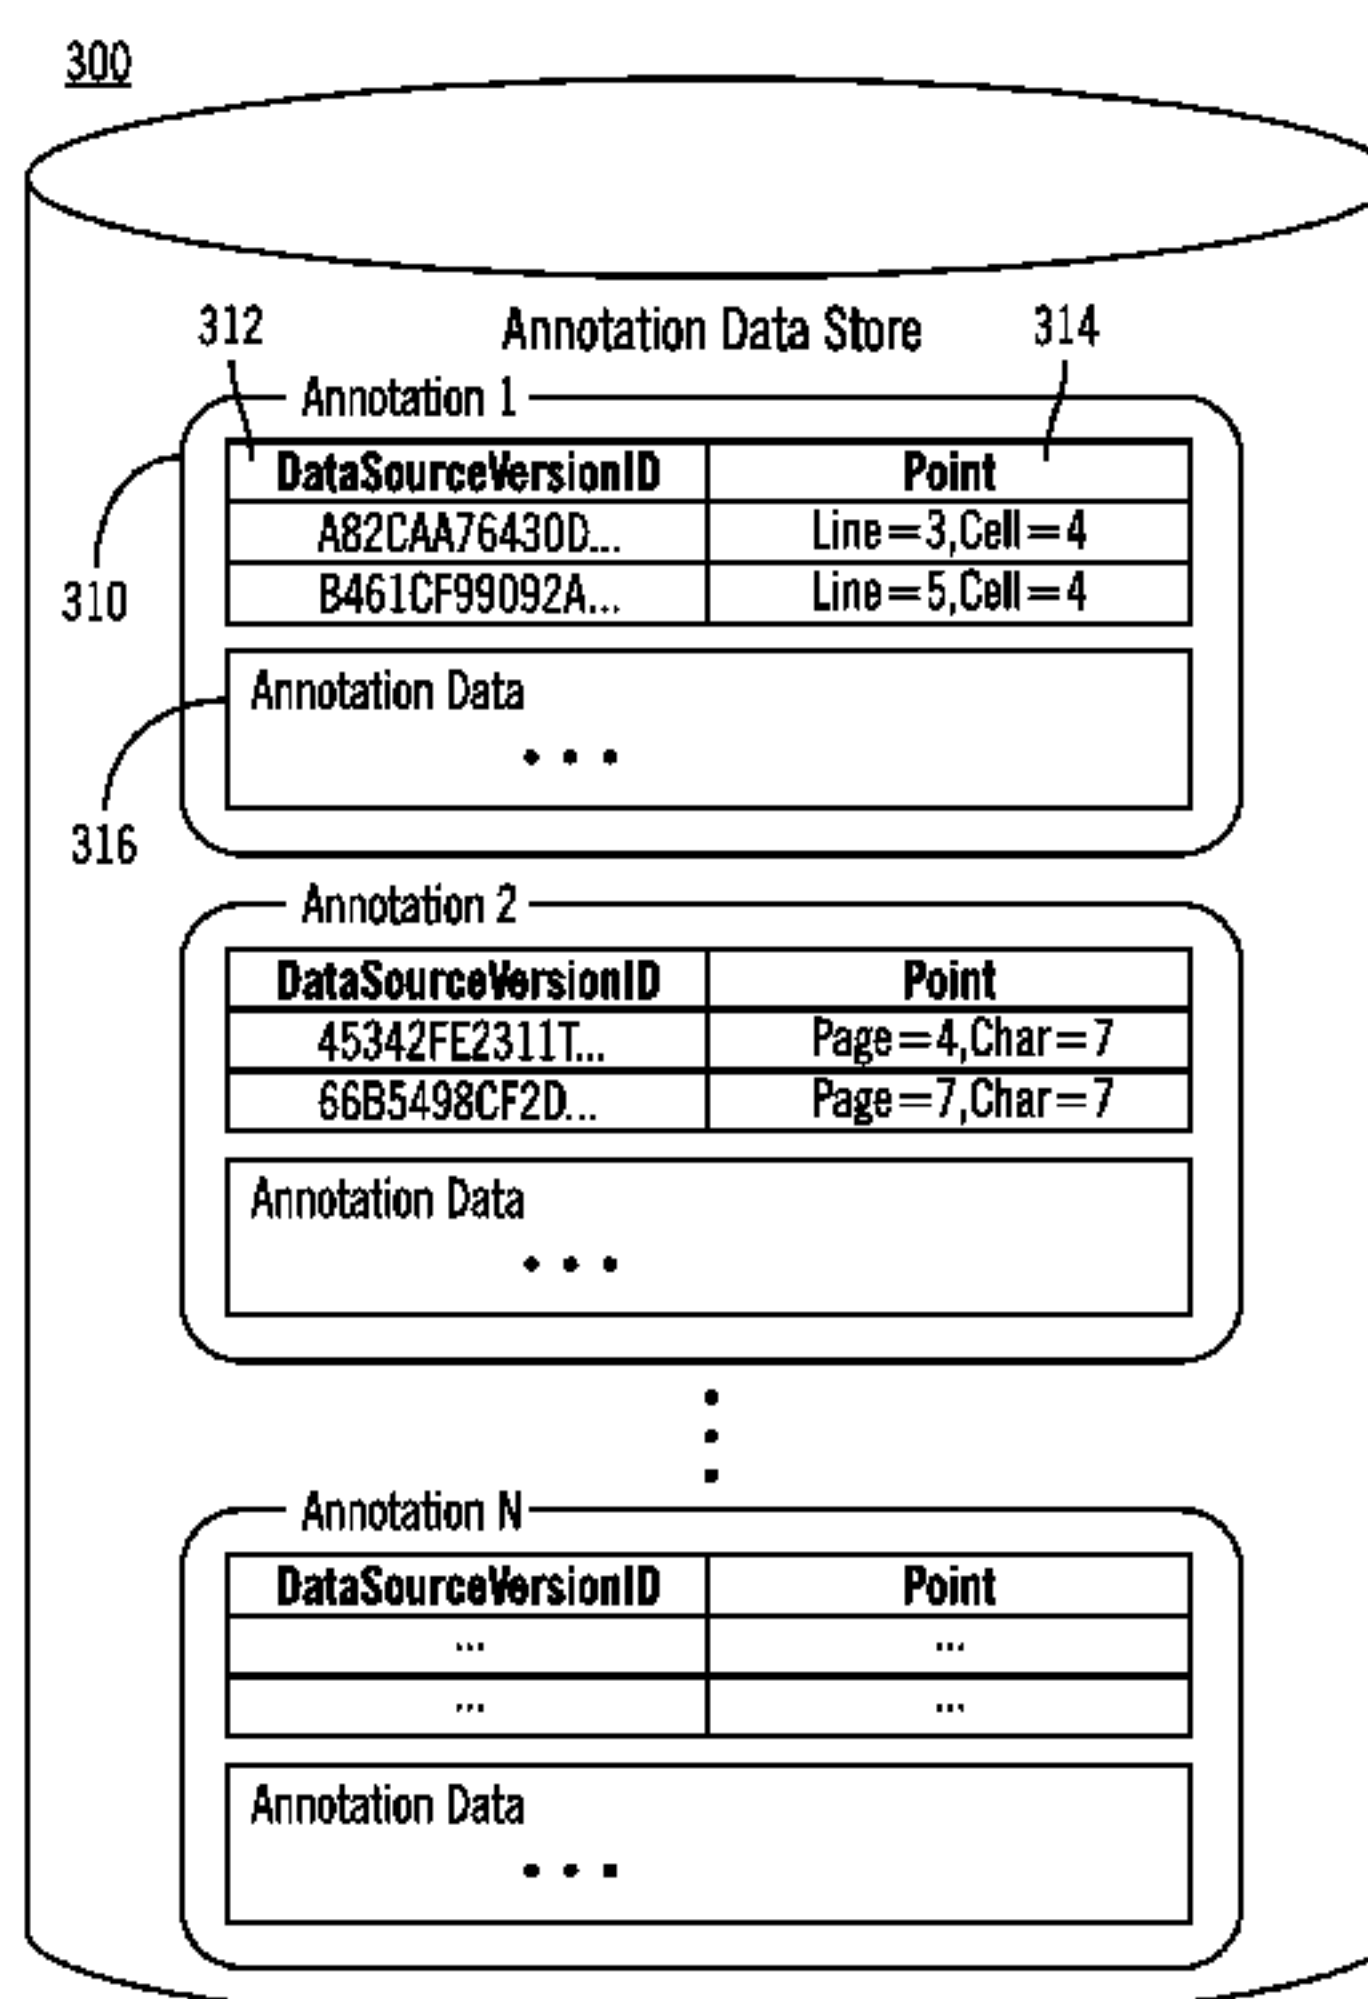 300
312 Annotation Data Store 314
Annotation 1
DataSourceVersionID Point
A82CAA76430D... Line=3,Cell=4
B461CF99092A... Line=5,Cell=4
310
Annotation Data
...
316
Annotation 2
DataSourceVersionID Point
45342FE2311T... Page=4,Char=7
66B5498CF2D... Page=7,Char=7
Annotation Data
...
Annotation N
DataSourceVersionID Point
... ...
... ...
Annotation Data
...